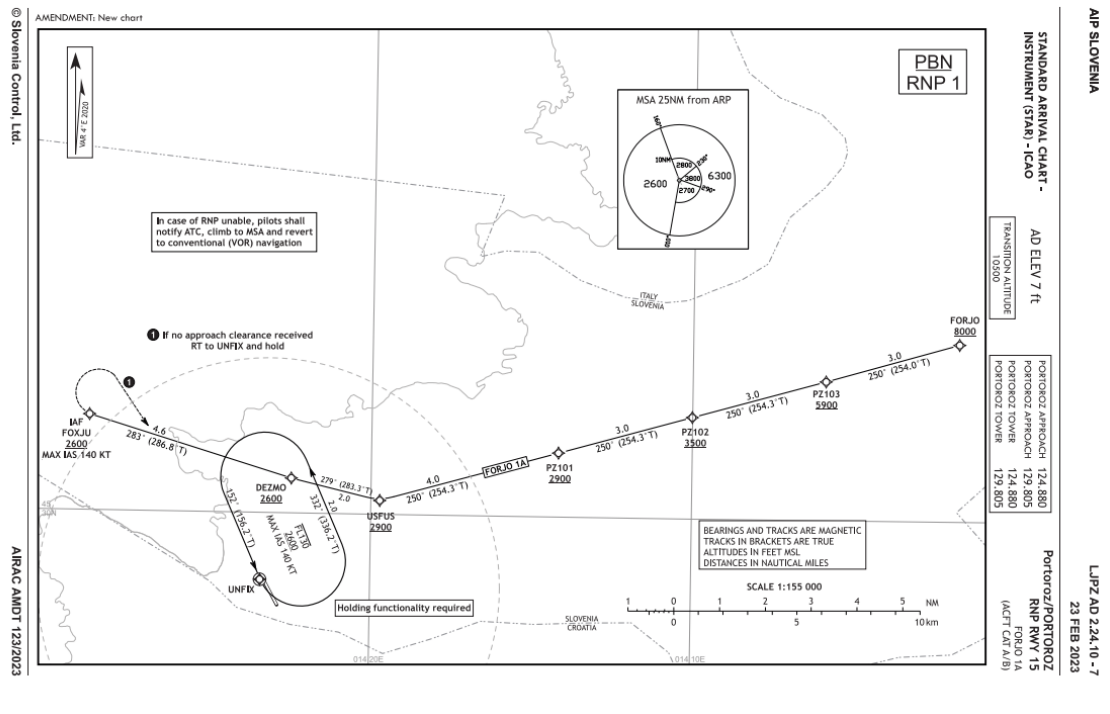 AIP SLOVENIA
LJPZ AD 2.24.10 - 7
23 FEB 2023
STANDARD ARRIVAL CHART -
INSTRUMENT (STAR) - ICAO
AD ELEV 7 ft
TRANSITION ALTITUDE
10500
PORTOROZ APPROACH 124.880
PORTOROZ APPROACH 129.805
PORTOROZ TOWER 124.880
PORTOROZ TOWER 129.805
Portoroz/PORTOROZ
RNP RWY 15
FORJO 1A
(ACFT CAT A/B)
AMENDMENT: New chart
VAR 4°E 2020
PBN
RNP 1
MSA 25NM from ARP
160°
10NM
2800
230°
2600
3800
6300
2700
290°
010°
In case of RNP unable, pilots shall
notify ATC, climb to MSA and revert
to conventional (VOR) navigation
ITALY
SLOVENIA
1 If no approach clearance received
RT to UNFIX and hold
1
FORJO
8000
3.0
250° (254.0°T)
PZ103
5900
3.0
250° (254.3°T)
PZ102
3500
3.0
250° (254.3°T)
PZ101
2900
FORJO 1A
4.0
250° (254.3°T)
USFUS
2900
279° (283.3°T)
2.0
DEZMO
2600
4.6
283° (286.8°T)
IAF
FOXJU
2600
MAX IAS 140 KT
152° (156.2°T)
2.0
332° (336.2°T)
FL130
2600
MAX IAS 140 KT
UNFIX
Holding functionality required
BEARINGS AND TRACKS ARE MAGNETIC
TRACKS IN BRACKETS ARE TRUE
ALTITUDES IN FEET MSL
DISTANCES IN NAUTICAL MILES
SCALE 1:155 000
1 0 1 2 3 4 5 NM
0 5 10 km
SLOVENIA
CROATIA
014 20E
014 10E
© Slovenia Control, Ltd.
AIRAC AMDT 123/2023